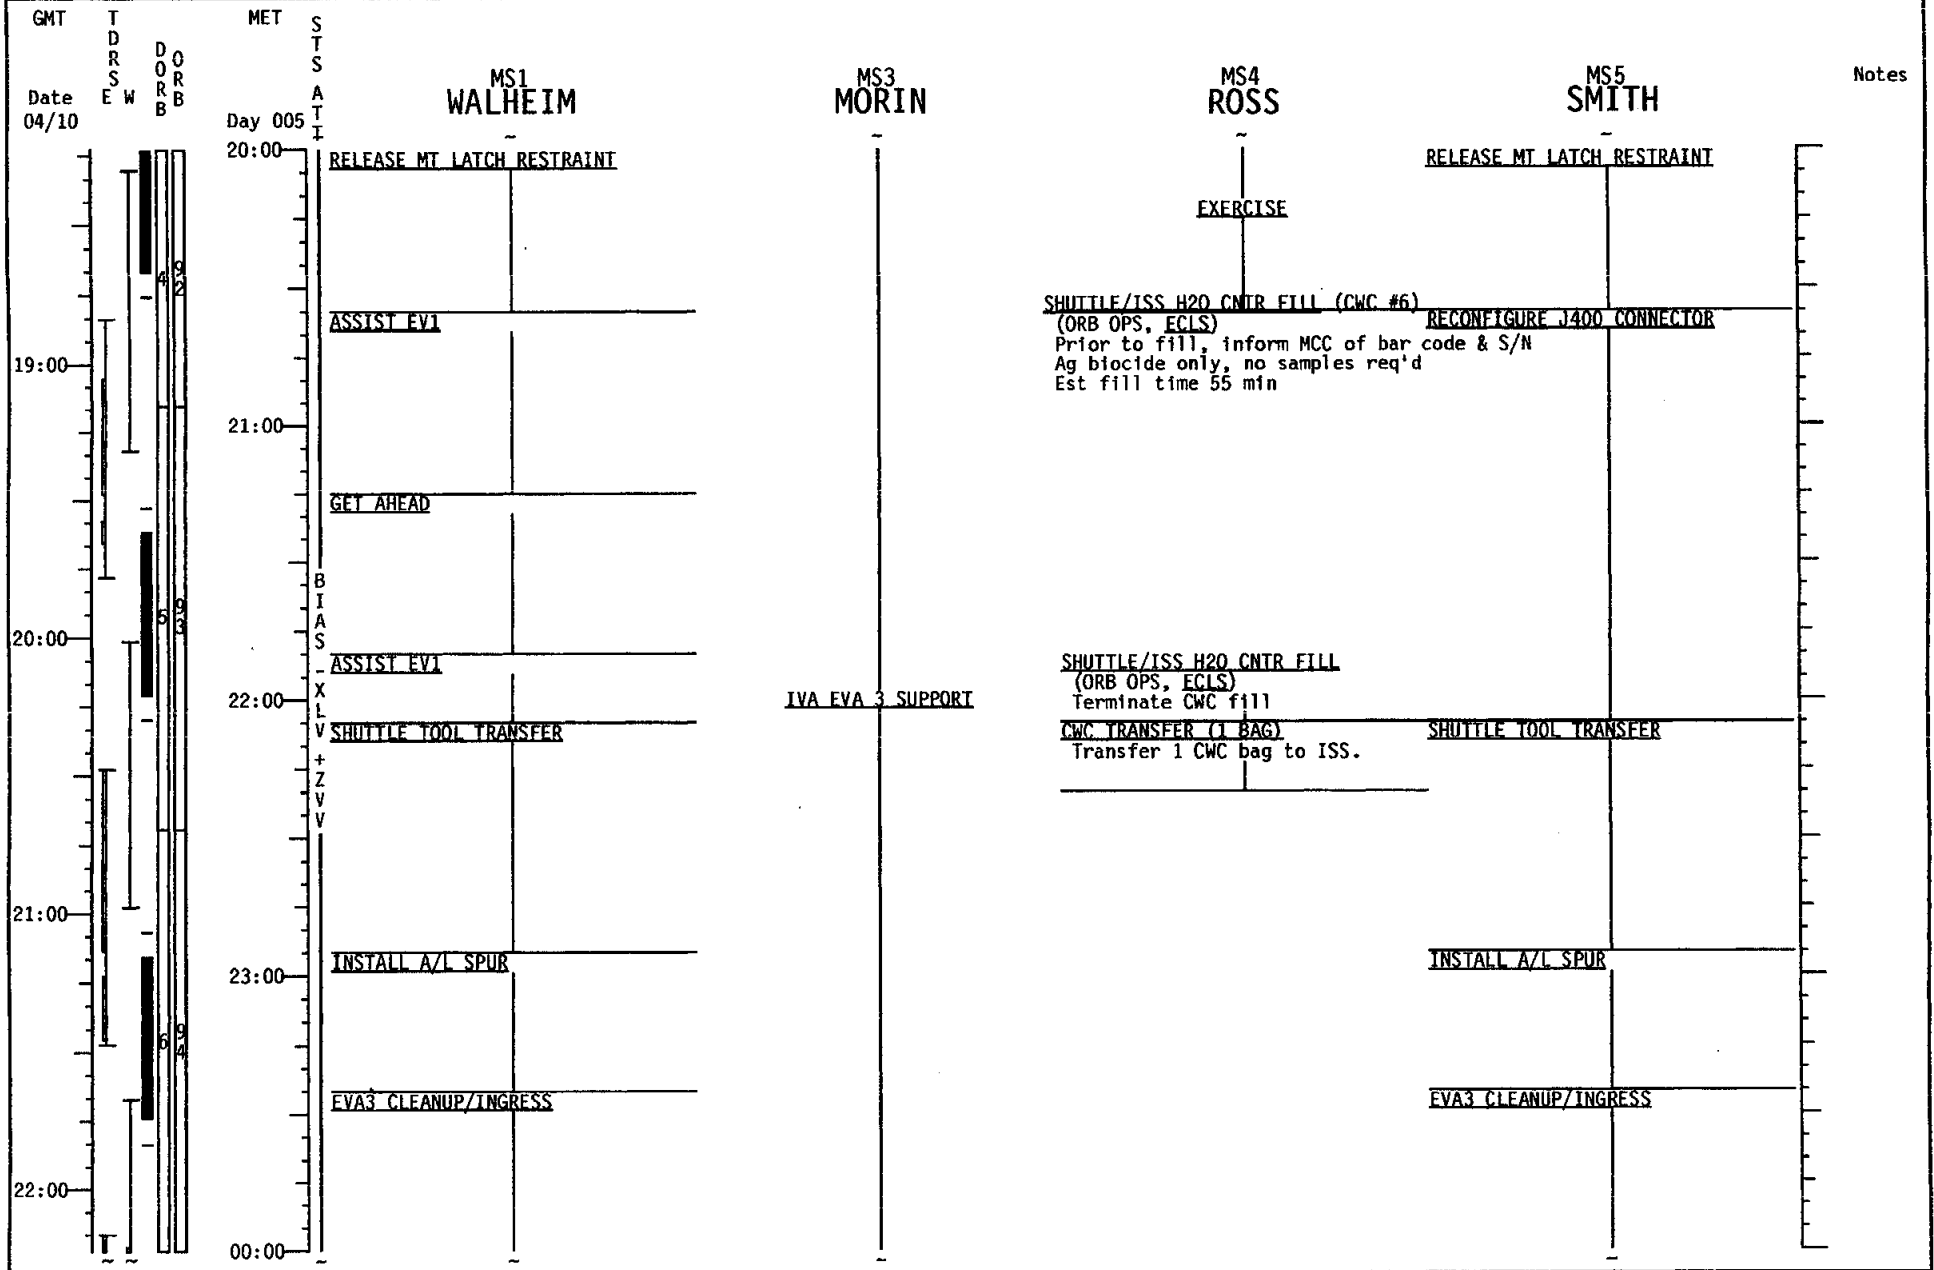 GMT
TDRS
MET
STS ATT
DORB
ORB
E W
Date
04/10
Day 005
MS1
WALHEIM
MS3
MORIN
MS4
ROSS
MS5
SMITH
Notes
~ ~ ~ ~
20:00
RELEASE MT LATCH RESTRAINT
RELEASE MT LATCH RESTRAINT
EXERCISE
4
92
ASSIST EV1
SHUTTLE/ISS H2O CNTR FILL (CWC #6)
(ORB OPS, ECLS)
Prior to fill, inform MCC of bar code & S/N
Ag biocide only, no samples req'd
Est fill time 55 min
RECONFIGURE J400 CONNECTOR
19:00
21:00
GET AHEAD
BIAS -XLV +ZVV
5
93
20:00
ASSIST EV1
SHUTTLE/ISS H2O CNTR FILL
(ORB OPS, ECLS)
Terminate CWC fill
22:00
IVA EVA 3 SUPPORT
SHUTTLE TOOL TRANSFER
CWC TRANSFER (1 BAG)
Transfer 1 CWC bag to ISS.
SHUTTLE TOOL TRANSFER
21:00
INSTALL A/L SPUR
INSTALL A/L SPUR
23:00
6
94
EVA3 CLEANUP/INGRESS
EVA3 CLEANUP/INGRESS
22:00
00:00
~ ~ ~ ~ ~ ~